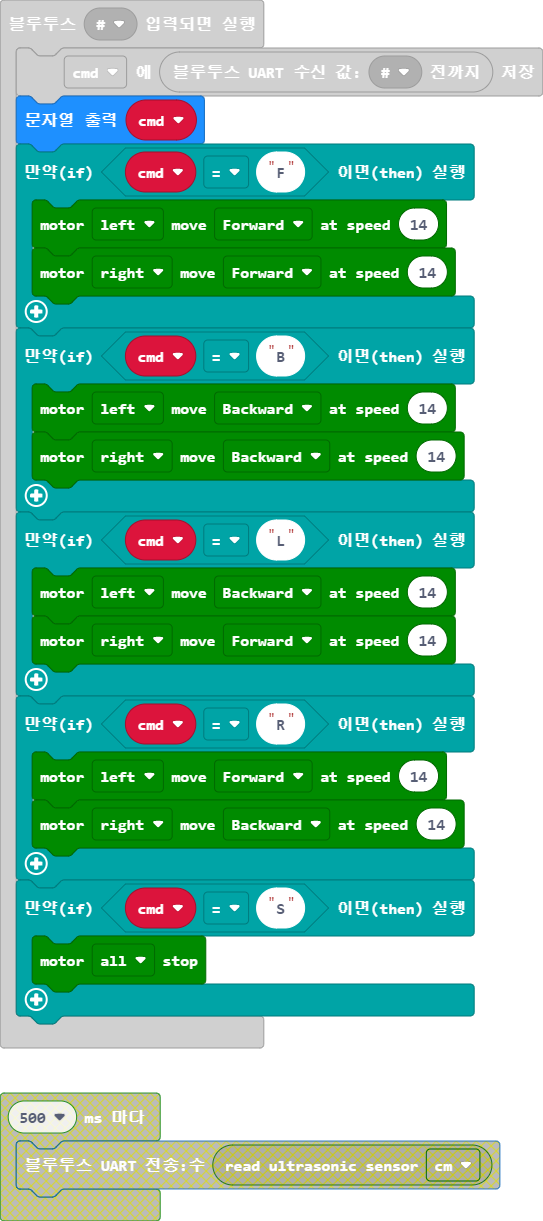 블루투스 # 입력되면 실행
cmd 에 블루투스 UART 수신 값: # 전까지 저장
문자열 출력 cmd
만약(if) cmd = "F" 이면(then) 실행
motor left move Forward at speed 14
motor right move Forward at speed 14
만약(if) cmd = "B" 이면(then) 실행
motor left move Backward at speed 14
motor right move Backward at speed 14
만약(if) cmd = "L" 이면(then) 실행
motor left move Backward at speed 14
motor right move Forward at speed 14
만약(if) cmd = "R" 이면(then) 실행
motor left move Forward at speed 14
motor right move Backward at speed 14
만약(if) cmd = "S" 이면(then) 실행
motor all stop
500 ms 마다
블루투스 UART 전송:수 read ultrasonic sensor cm